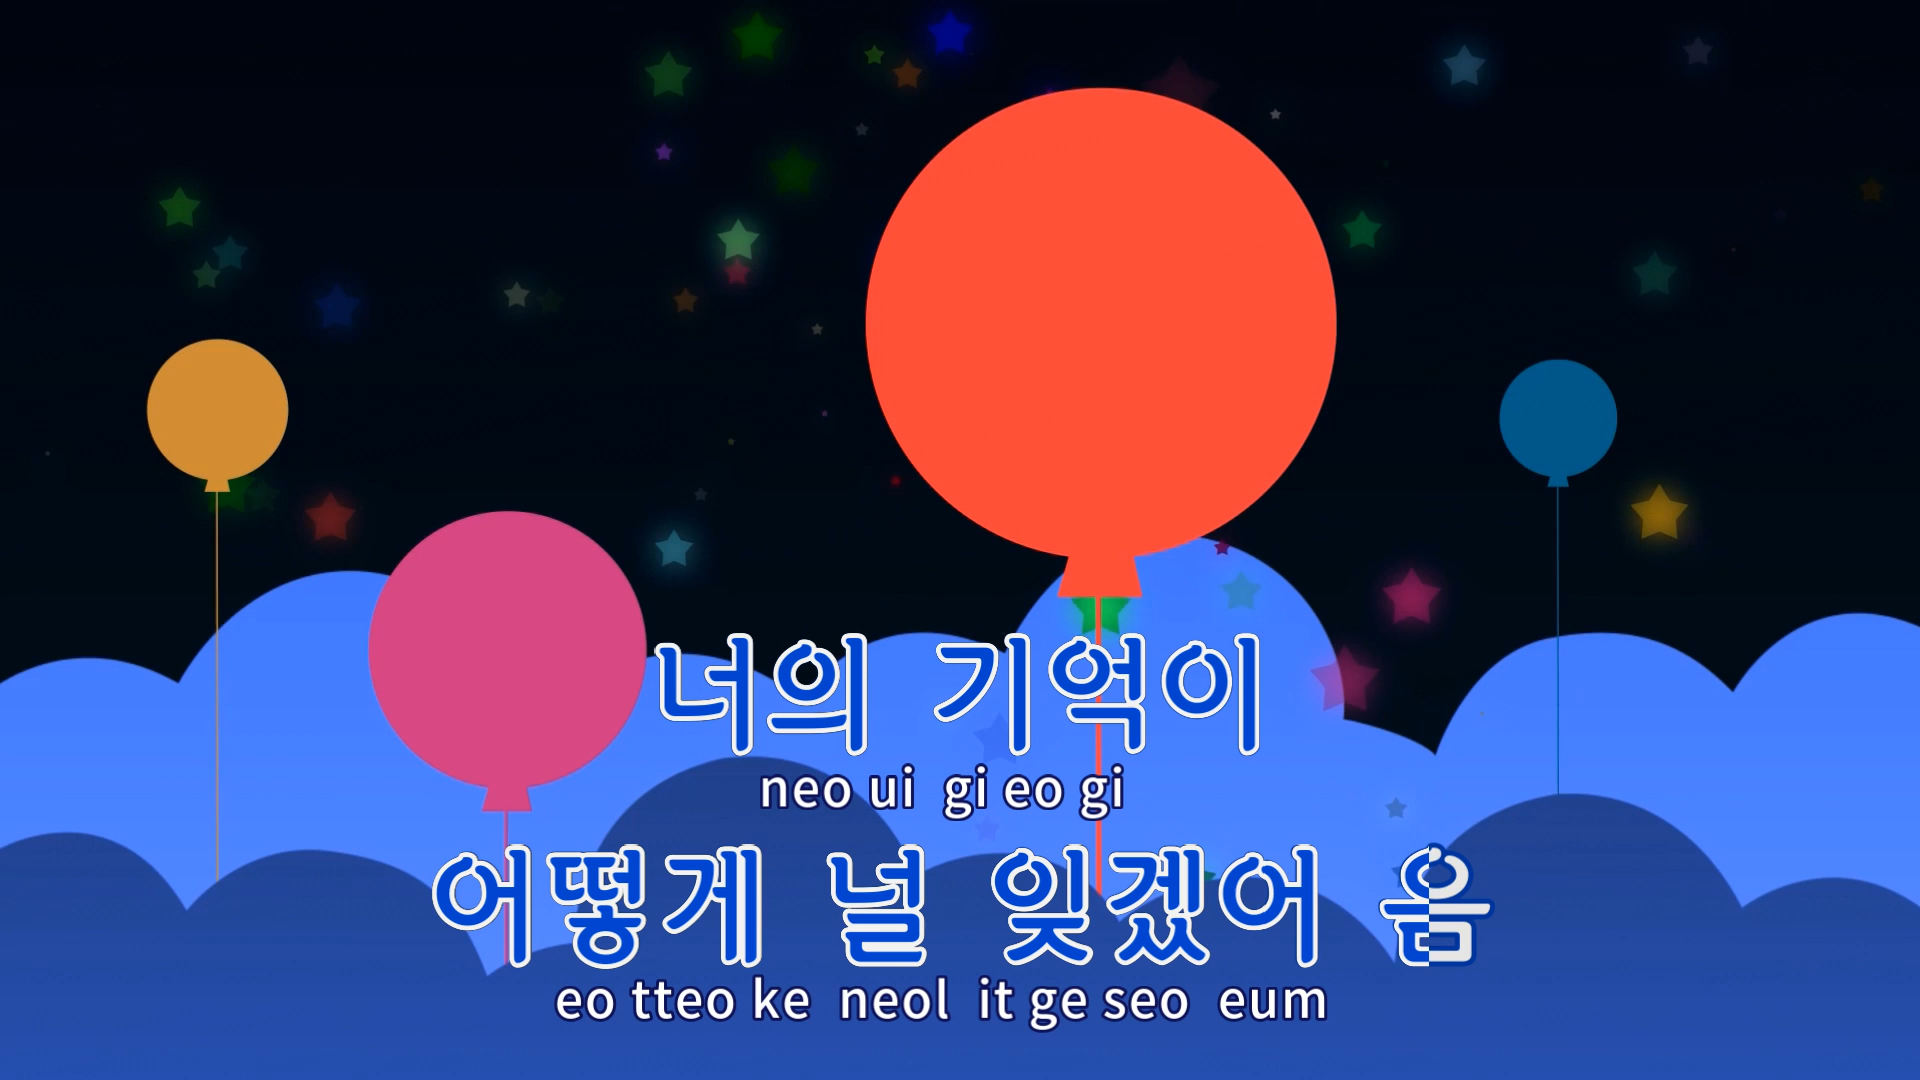 너의 기억이
neo ui gi eo gi
어떻게 널 잊겠어 음
eo tteo ke neol it ge seo eum